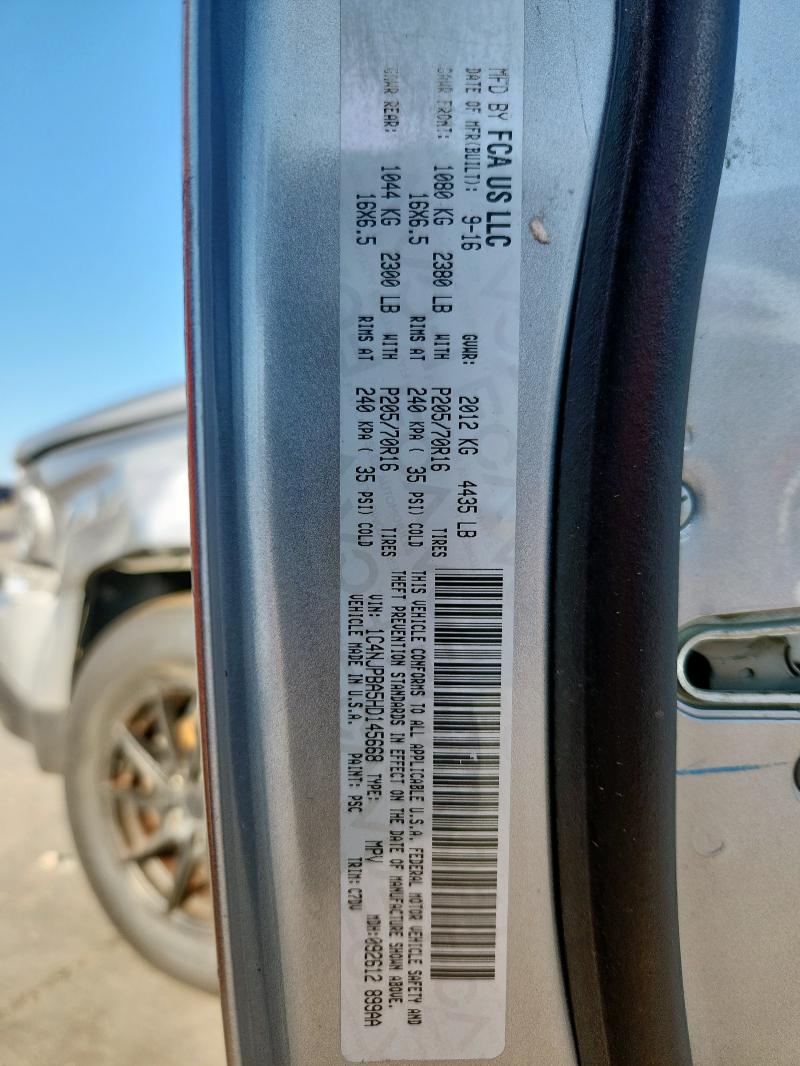 MFD BY FCA US LLC
DATE OF MFR(BUILT): 9-16 GVWR: 2012 KG 4435 LB
GAWR FRONT: 1080 KG 2380 LB WITH P205/70R16 TIRES
16X6.5 RIMS AT 240 KPA ( 35 PSI) COLD
GAWR REAR: 1044 KG 2300 LB WITH P205/70R16 TIRES
16X6.5 RIMS AT 240 KPA ( 35 PSI) COLD
THIS VEHICLE CONFORMS TO ALL APPLICABLE U.S.A. FEDERAL MOTOR VEHICLE SAFETY AND
THEFT PREVENTION STANDARDS IN EFFECT ON THE DATE OF MANUFACTURE SHOWN ABOVE.
VIN: 1C4NJPBA5HD145668 TYPE: MPV MDH:092612 899AA
VEHICLE MADE IN U.S.A. PAINT: PSC TRIM:C7DV